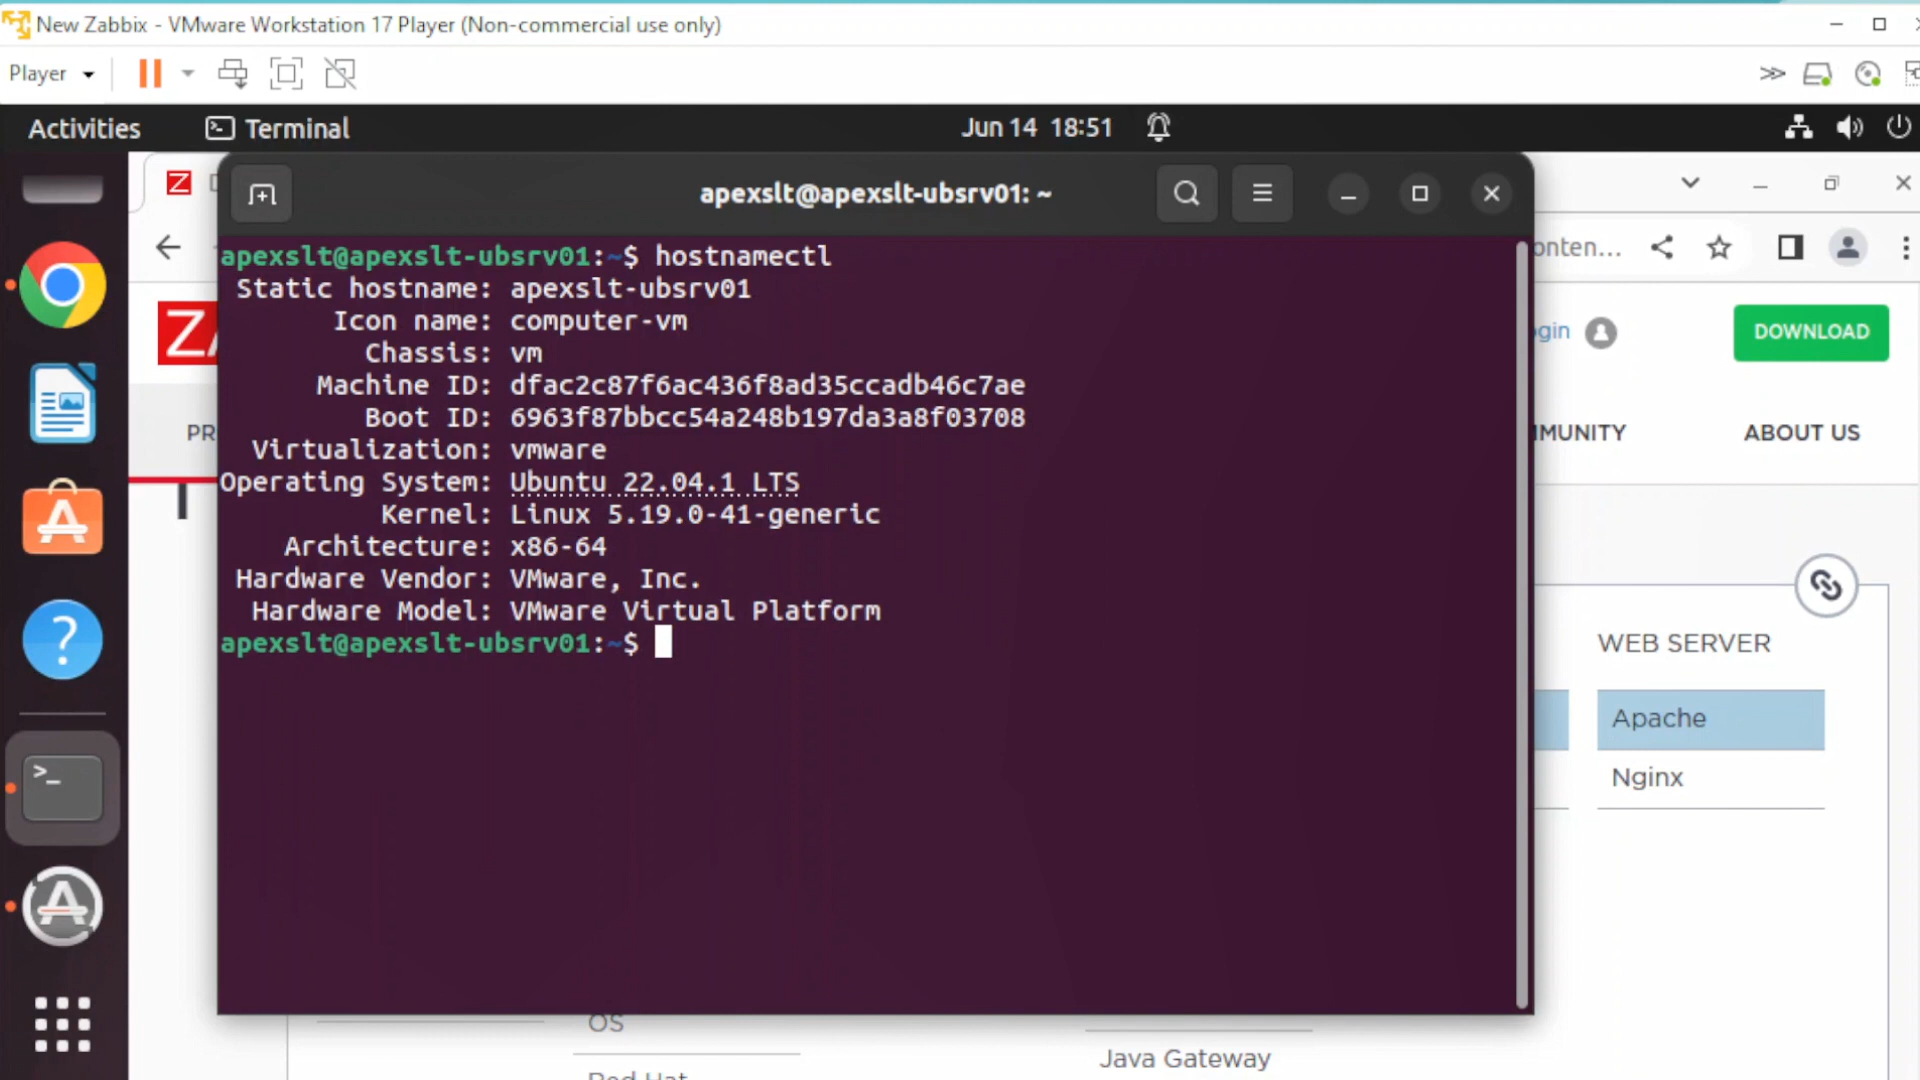 New Zabbix - VMware Workstation 17 Player (Non-commercial use only)
Player
Activities
Terminal
Jun 14 18:51
apexslt@apexslt-ubsrv01: ~
apexslt@apexslt-ubsrv01:~$ hostnamectl
Static hostname: apexslt-ubsrv01
Icon name: computer-vm
Chassis: vm
Machine ID: dfac2c87f6ac436f8ad35ccadb46c7ae
Boot ID: 6963f87bbcc54a248b197da3a8f03708
Virtualization: vmware
Operating System: Ubuntu 22.04.1 LTS
Kernel: Linux 5.19.0-41-generic
Architecture: x86-64
Hardware Vendor: VMware, Inc.
Hardware Model: VMware Virtual Platform
apexslt@apexslt-ubsrv01:~$
DOWNLOAD
ABOUT US
WEB SERVER
Apache
Nginx
OS
Java Gateway